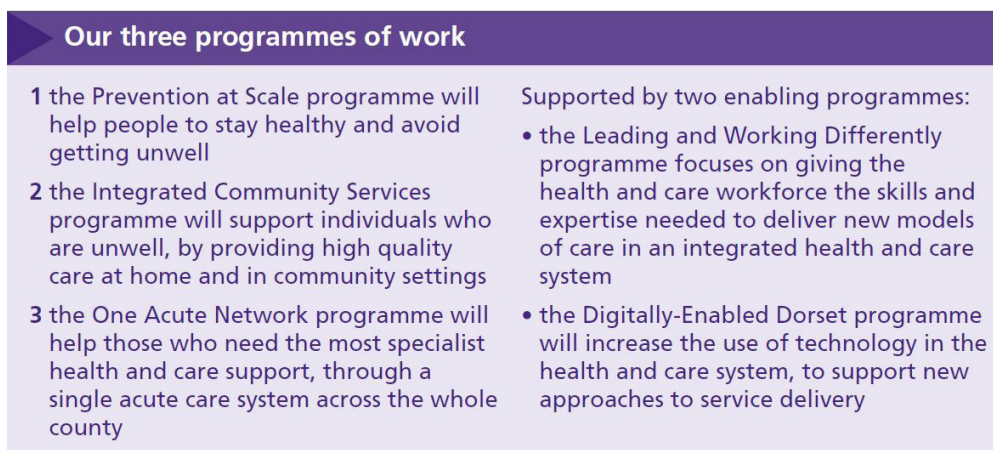 Our three programmes of work
1 the Prevention at Scale programme will
help people to stay healthy and avoid
getting unwell
2 the Integrated Community Services
programme will support individuals who
are unwell, by providing high quality
care at home and in community settings
3 the One Acute Network programme will
help those who need the most specialist
health and care support, through a
single acute care system across the whole
county
Supported by two enabling programmes:
• the Leading and Working Differently
programme focuses on giving the
health and care workforce the skills and
expertise needed to deliver new models
of care in an integrated health and care
system
• the Digitally-Enabled Dorset programme
will increase the use of technology in the
health and care system, to support new
approaches to service delivery